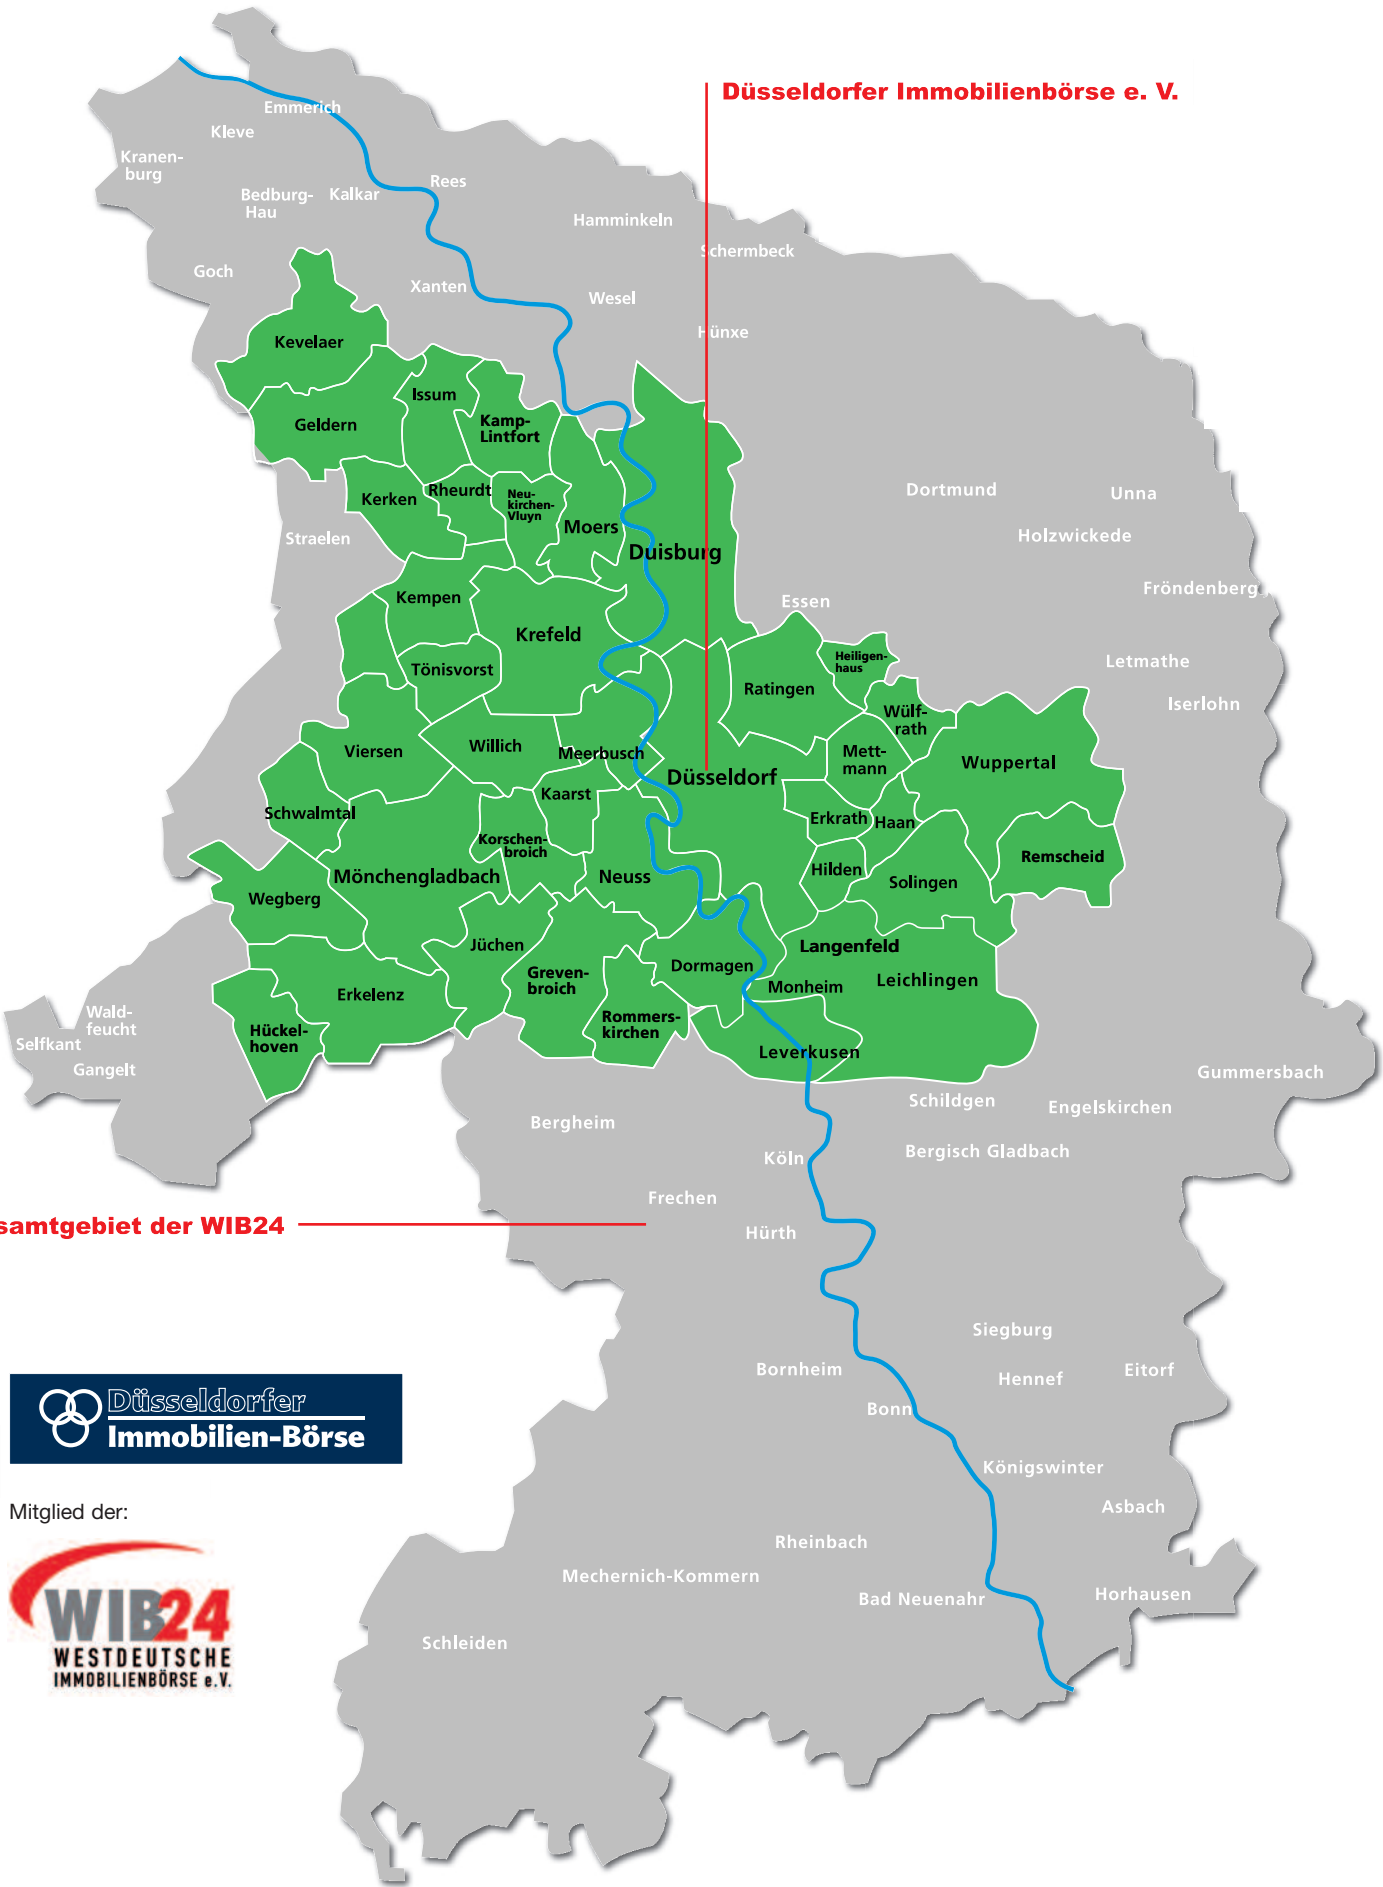 Düsseldorfer Immobilienbörse e. V.
Emmerich
Kleve
Kranen-
burg
Rees
Bedburg-
Hau
Kalkar
Hamminkeln
Schermbeck
Goch
Xanten
Wesel
Hünxe
Kevelaer
Issum
Geldern
Kamp-
Lintfort
Kerken
Rheurdt
Neu-
kirchen-
Vluyn
Moers
Dortmund
Unna
Straelen
Duisburg
Holzwickede
Fröndenberg
Kempen
Essen
Krefeld
Tönisvorst
Heiligen-
haus
Letmathe
Ratingen
Iserlohn
Wülf-
rath
Viersen
Willich
Meerbusch
Mett-
mann
Wuppertal
Düsseldorf
Kaarst
Schwalmtal
Erkrath
Haan
Korschen-
broich
Remscheid
Mönchengladbach
Neuss
Hilden
Solingen
Wegberg
Jüchen
Langenfeld
Dormagen
Grevenbroich
Monheim
Leichlingen
Erkelenz
Rommers-
kirchen
Wald-
feucht
Selfkant
Gangelt
Hückel-
hoven
Leverkusen
Gummersbach
Schildgen
Engelskirchen
Bergheim
Köln
Bergisch Gladbach
Frechen
samtgebiet der WIB24
Hürth
Siegburg
Bornheim
Hennef
Eitorf
Düsseldorfer
Immobilien-Börse
Bonn
Königswinter
Asbach
Mitglied der:
Rheinbach
Mechernich-Kommern
Bad Neuenahr
Horhausen
WIB24
WESTDEUTSCHE
IMMOBILIENBÖRSE e.V.
Schleiden